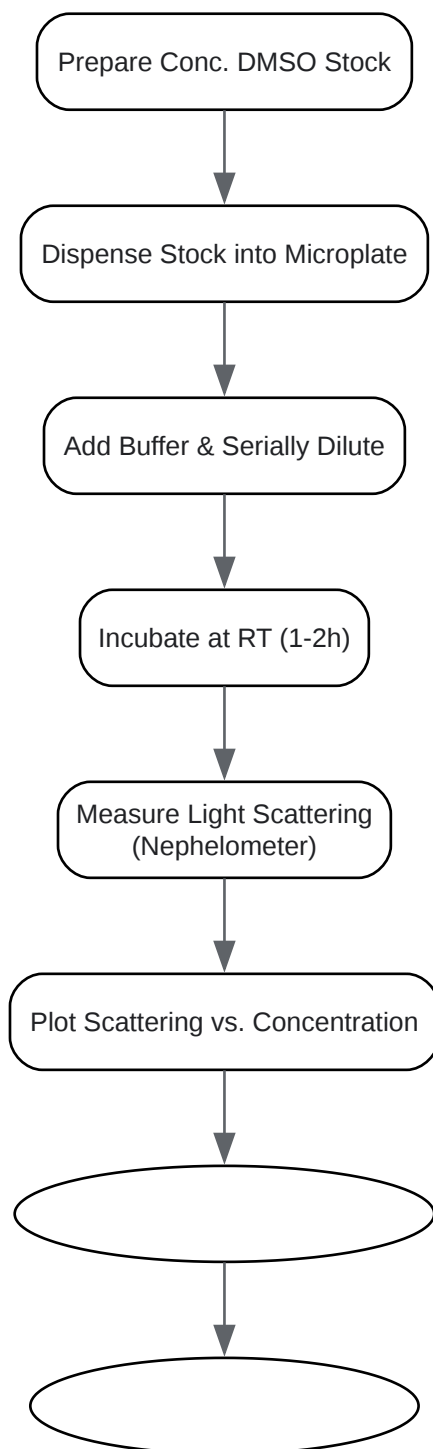 Prepare Conc. DMSO Stock
Dispense Stock into Microplate
Add Buffer & Serially Dilute
Incubate at RT (1-2h)
Measure Light Scattering
(Nephelometer)
Plot Scattering vs. Concentration